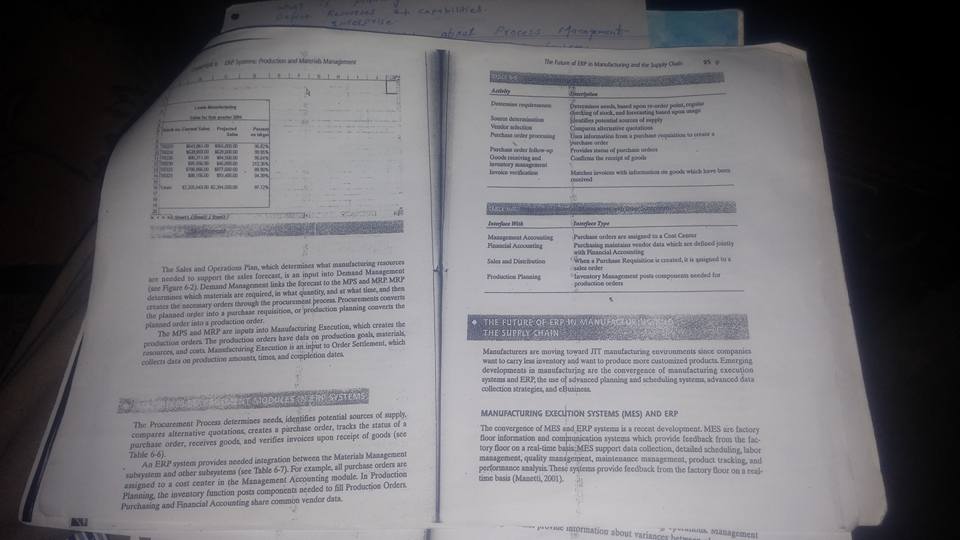 Define Resources and capabilities.
enterprise
about Process Management
ERP Systems: Production and Materials Management
Sales for first quarter
Current Sales Projected Sales Percent
Totals
97.12%
The Sales and Operations Plan, which determines what manufacturing resources
are needed to support the sales forecast, is an input into Demand Management
(see Figure 6-2). Demand Management links the forecast to the MPS and MRP. MRP
determines which materials are required, in what quantity, and at what time, and then
creates the necessary orders through the procurement process. Procurements converts
the planned order into a purchase requisition, or production planning converts the
planned order into a production order.
The MPS and MRP are inputs into Manufacturing Execution, which creates the
production orders. The production orders have data on production goals, materials,
resources, and costs. Manufacturing Execution is an input to Order Settlement, which
collects data on production amounts, times, and completion dates.
MANAGEMENT MODULES IN ERP SYSTEMS
The Procurement Process determines needs, identifies potential sources of supply,
compares alternative quotations, creates a purchase order, tracks the status of a
purchase order, receives goods, and verifies invoices upon receipt of goods (see
Table 6-6).
An ERP system provides needed integration between the Materials Management
subsystem and other subsystems (see Table 6-7). For example, all purchase orders are
assigned to a cost center in the Management Accounting module. In Production
Planning, the inventory function posts components needed to fill Production Orders.
Purchasing and Financial Accounting share common vendor data.
The Future of ERP in Manufacturing and the Supply Chain 95
TABLE 6-6
Activity Description
Determine requirements Determines needs, based upon re-order point, regular
checking of stock, and forecasting based upon usage
Source determination Identifies potential sources of supply
Vendor selection Compares alternative quotations
Purchase order processing Uses information from a purchase requisition to create a
purchase order
Purchase order follow-up Provides status of purchase orders
Goods receiving and Confirms the receipt of goods
inventory management
Invoice verification Matches invoices with information on goods which have been
received
Interface With Interface Type
Management Accounting Purchase orders are assigned to a Cost Center
Financial Accounting Purchasing maintains vendor data which are defined jointly
with Financial Accounting
Sales and Distribution When a Purchase Requisition is created, it is assigned to a
sales order
Production Planning Inventory Management posts components needed for
production orders
THE FUTURE OF ERP IN MANUFACTURING
THE SUPPLY CHAIN
Manufacturers are moving toward JIT manufacturing environments since companies
want to carry less inventory and want to produce more customized products. Emerging
developments in manufacturing are the convergence of manufacturing execution
systems and ERP, the use of advanced planning and scheduling systems, advanced data
collection strategies, and eBusiness.
MANUFACTURING EXECUTION SYSTEMS (MES) AND ERP
The convergence of MES and ERP systems is a recent development. MES are factory
floor information and communication systems which provide feedback from the fac-
tory floor on a real-time basis. MES support data collection, detailed scheduling, labor
management, quality management, maintenance management, product tracking, and
performance analysis. These systems provide feedback from the factory floor on a real-
time basis (Manetti, 2001).
Management
provide information about variances